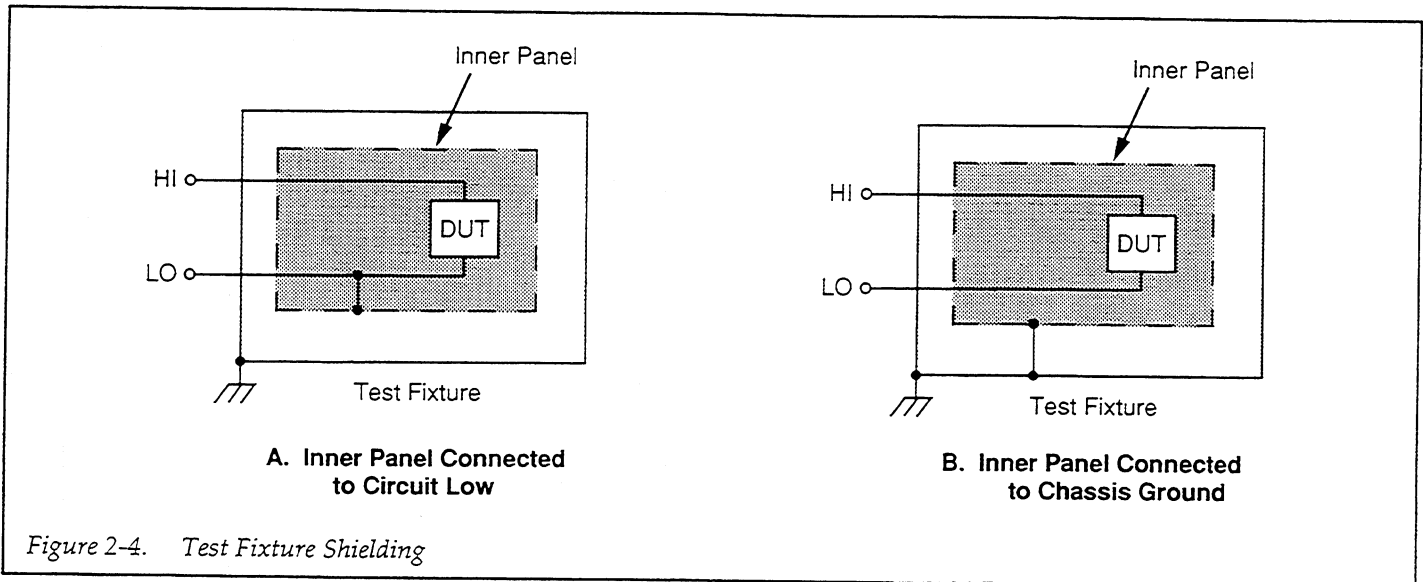 Inner Panel
HI
DUT
LO
Test Fixture
A. Inner Panel Connected
to Circuit Low
Inner Panel
HI
DUT
LO
Test Fixture
B. Inner Panel Connected
to Chassis Ground
Figure 2-4. Test Fixture Shielding